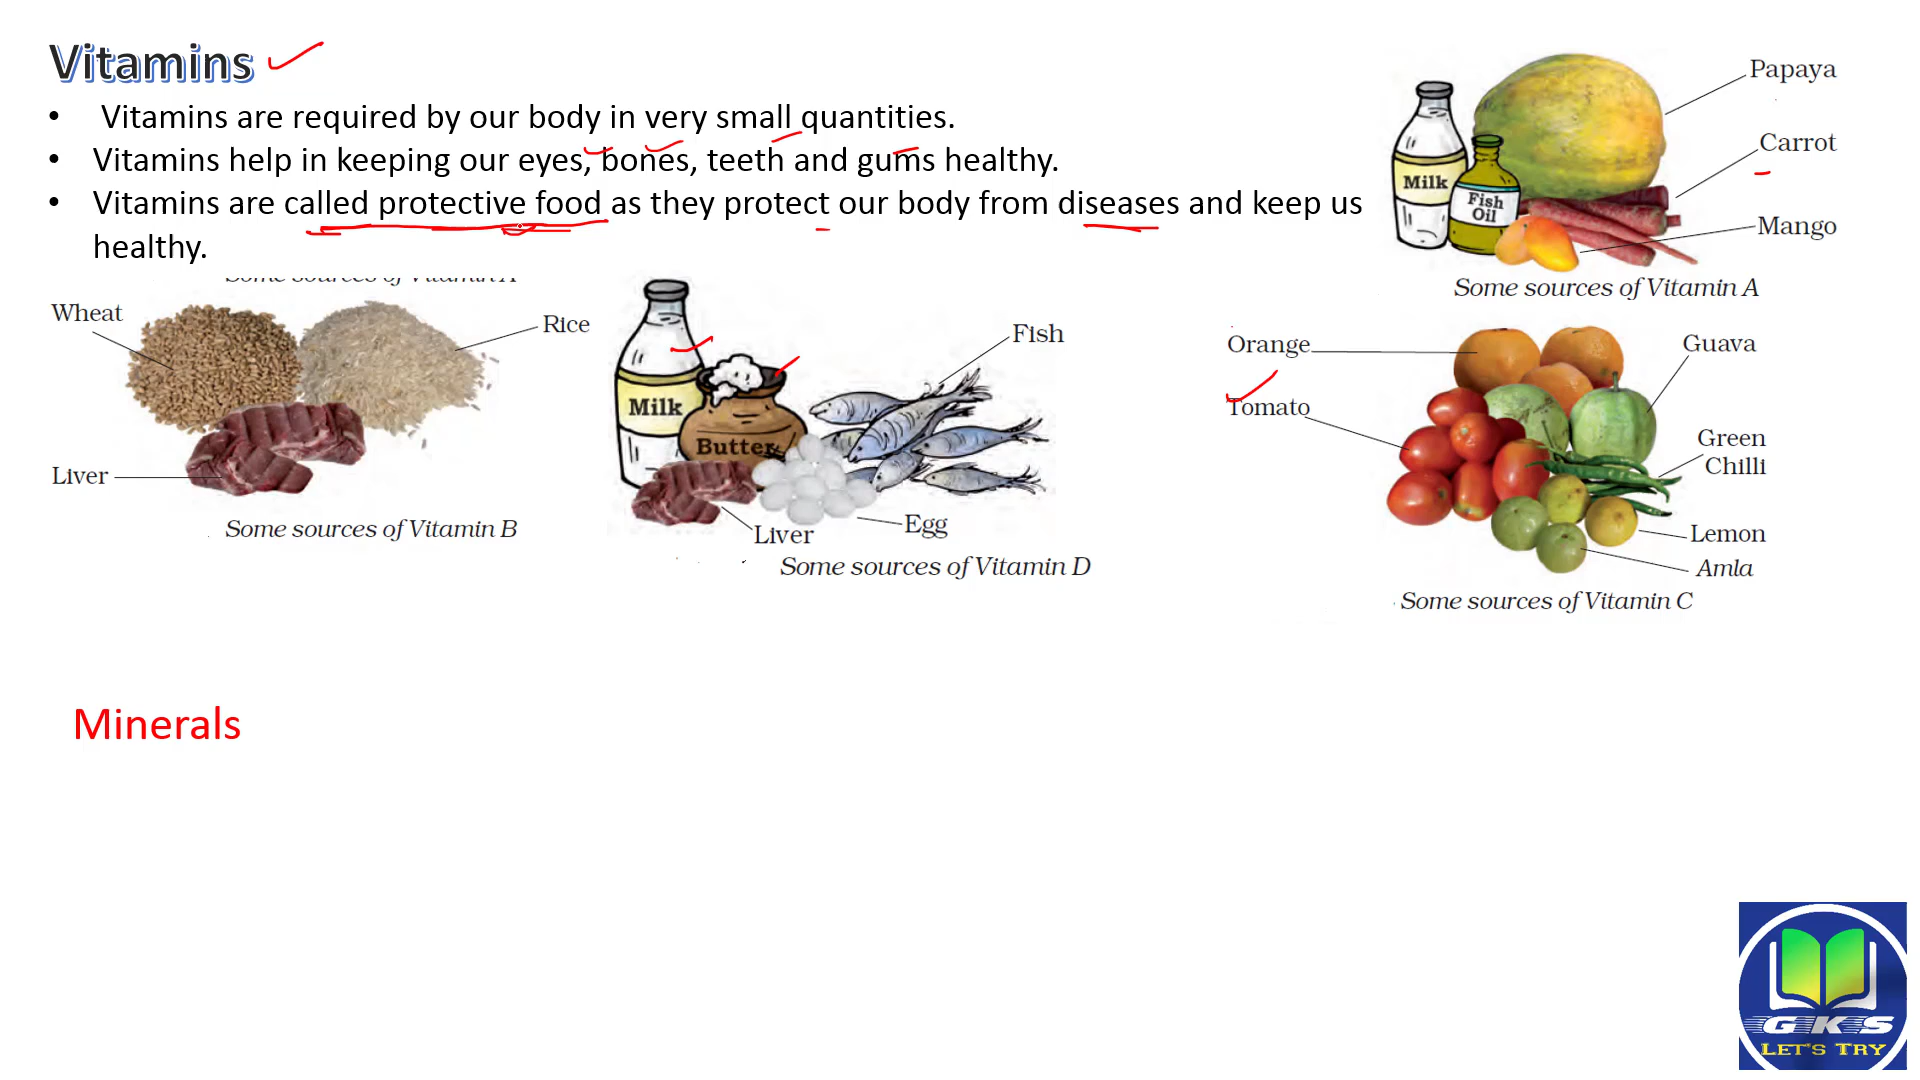 Vitamins
• Vitamins are required by our body in very small quantities.
• Vitamins help in keeping our eyes, bones, teeth and gums healthy.
• Vitamins are called protective food as they protect our body from diseases and keep us
healthy.
Papaya
Carrot
Mango
Milk
Fish
Oil
Some sources of Vitamin A
Some sources of Vitamin A
Wheat
Rice
Liver
Some sources of Vitamin B
Milk
Butter
Fish
Liver
Egg
Some sources of Vitamin D
Orange
Tomato
Guava
Green
Chilli
Lemon
Amla
Some sources of Vitamin C
Minerals
GKS
LET'S TRY